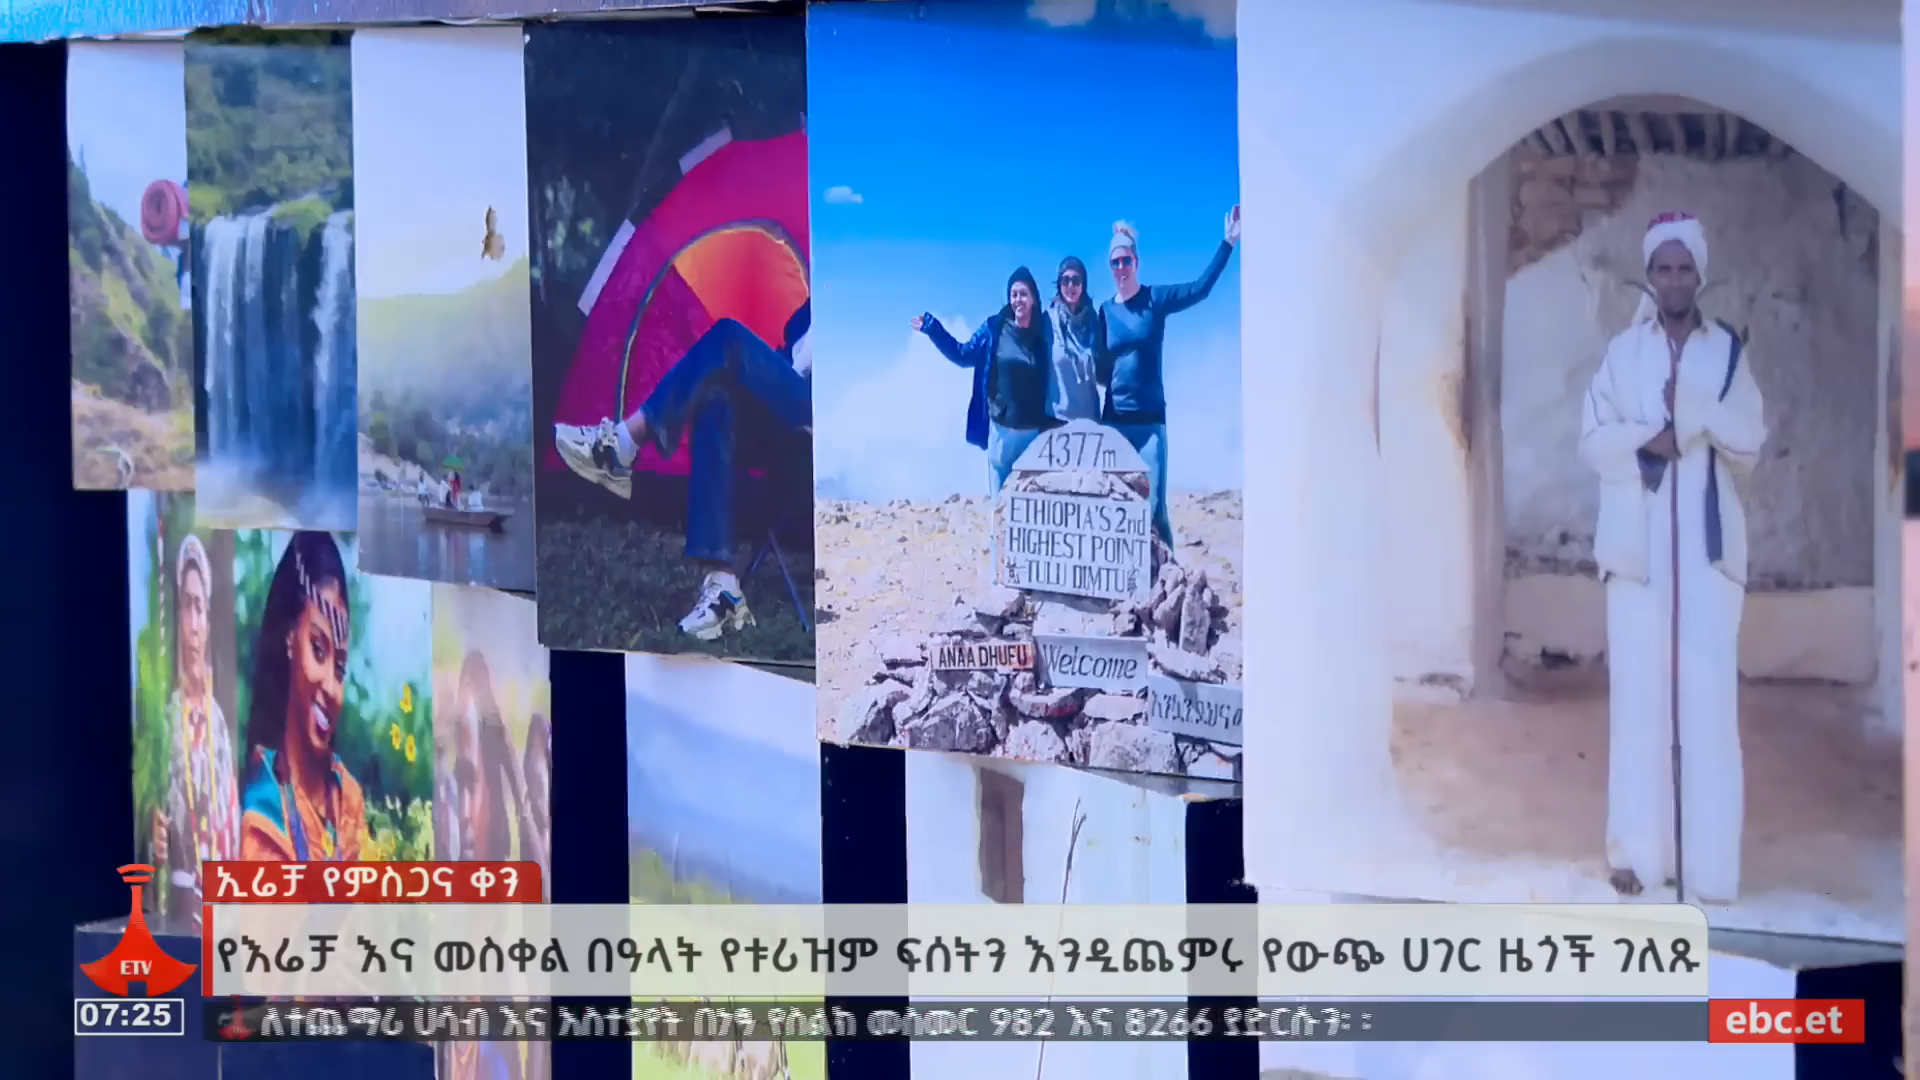 4377m
ETHIOPIA'S 2nd
HIGHEST POINT
TULU DIMTU
ANAA DHUFU
Welcome
ኢሬቻ የምስጋና ቀን
የእሬቻ እና መስቀል በዓላት የቱሪዝም ፍሰትን እንዲጨምሩ የውጭ ሀገር ዜጎች ገለጹ
ETV
07:25
ለተጨማሪ ሀሳብ እና አስተያየት በነፃ የስልክ መስመር 982 እና 8266 ይደርሱን፡፡
ebc.et